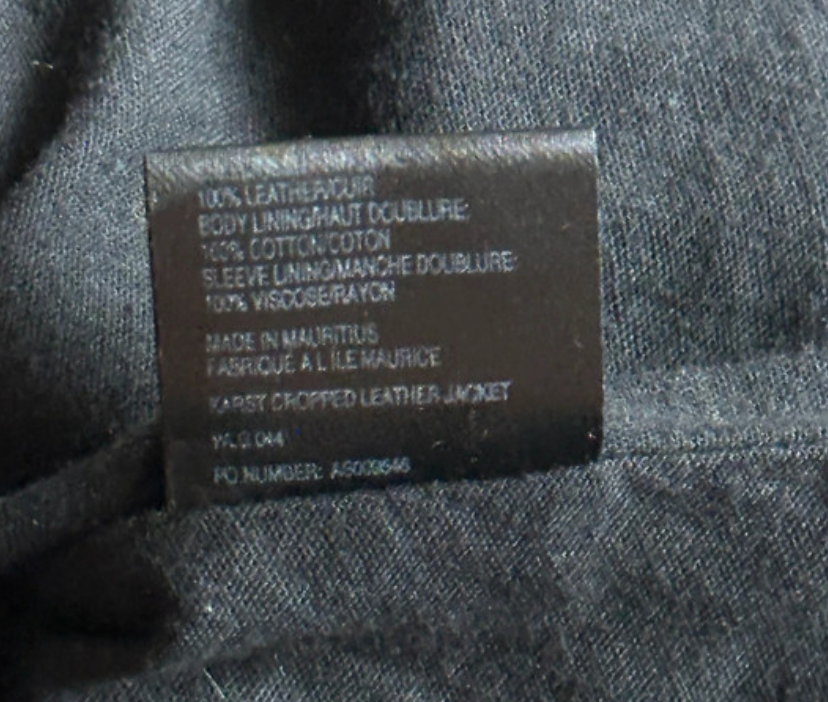 100% LEATHER/CUIR
BODY LINING/HAUT DOUBLURE:
100% COTTON/COTON
SLEEVE LINING/MANCHE DOUBLURE:
100% VISCOSE/RAYON
MADE IN MAURITIUS
FABRIQUE A L ILE MAURICE
KARST CROPPED LEATHER JACKET
PO NUMBER: